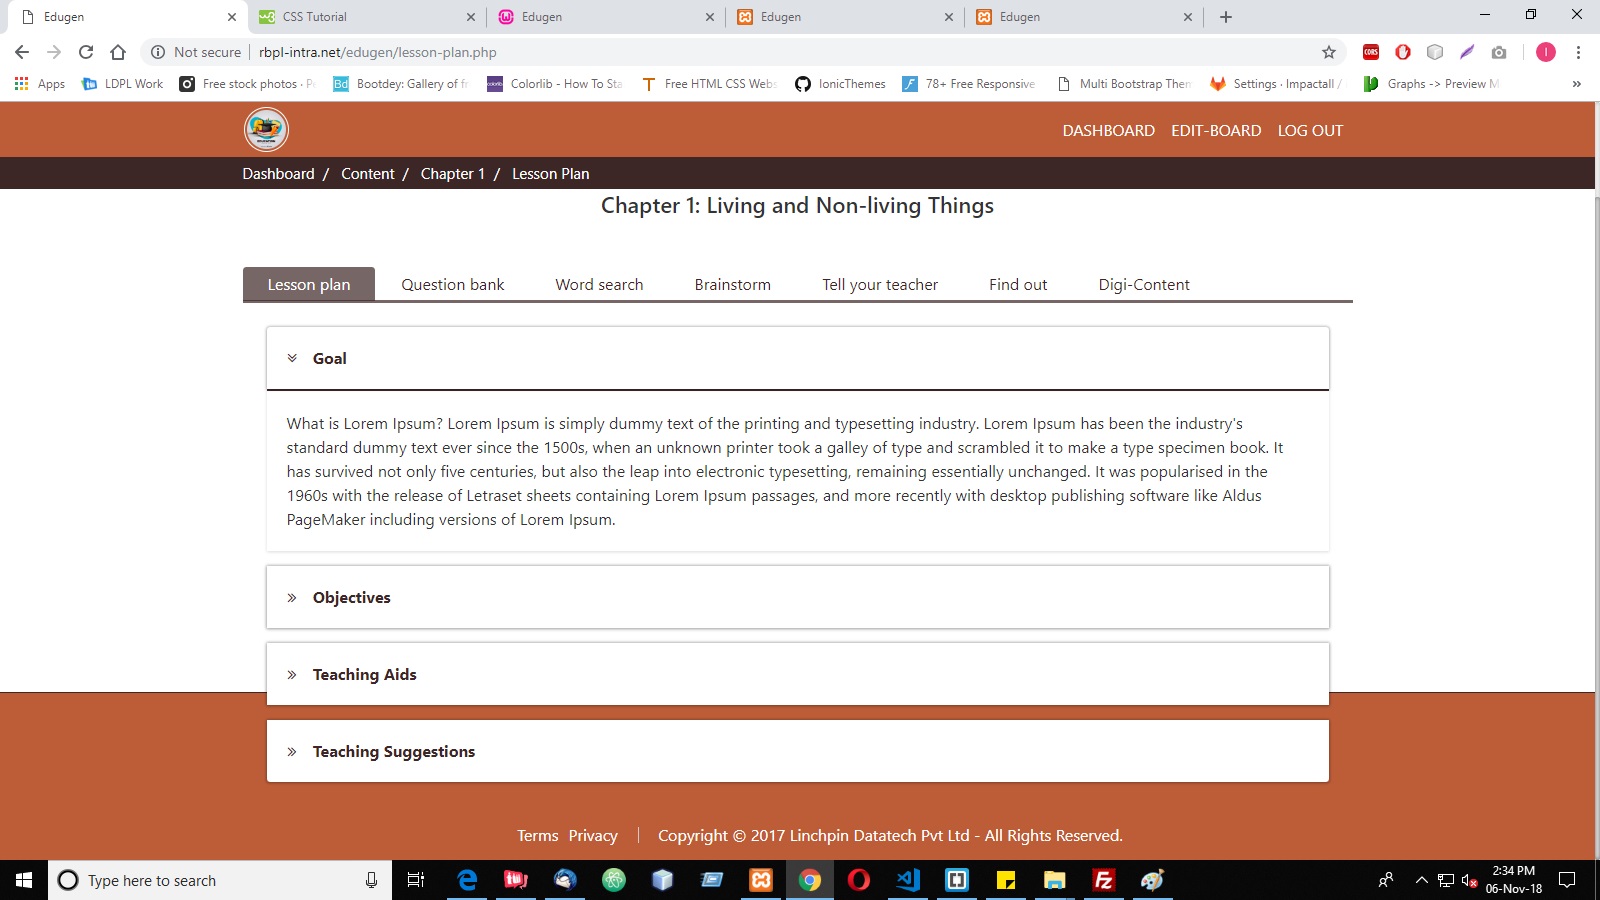 Edugen
CSS Tutorial
Edugen
Edugen
Edugen
Not secure
rbpl-intra.net/edugen/lesson-plan.php
Apps
LDPL Work
Free stock photos ·
Bootdey: Gallery of
Colorlib - How To
Free HTML CSS
IonicThemes
78+ Free Responsive
Multi Bootstrap
Settings · Impactall /
Graphs -> Preview
DASHBOARD EDIT-BOARD LOG OUT
Dashboard / Content / Chapter 1 / Lesson Plan
Chapter 1: Living and Non-living Things
Lesson plan
Question bank
Word search
Brainstorm
Tell your teacher
Find out
Digi-Content
Goal
What is Lorem Ipsum? Lorem Ipsum is simply dummy text of the printing and typesetting industry. Lorem Ipsum has been the industry's
standard dummy text ever since the 1500s, when an unknown printer took a galley of type and scrambled it to make a type specimen book. It
has survived not only five centuries, but also the leap into electronic typesetting, remaining essentially unchanged. It was popularised in the
1960s with the release of Letraset sheets containing Lorem Ipsum passages, and more recently with desktop publishing software like Aldus
PageMaker including versions of Lorem Ipsum.
Objectives
Teaching Aids
Teaching Suggestions
Terms Privacy | Copyright © 2017 Linchpin Datatech Pvt Ltd - All Rights Reserved.
Type here to search
2:34 PM
06-Nov-18